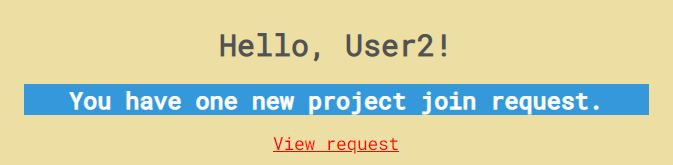 Hello, User2!
You have one new project join request.
View request